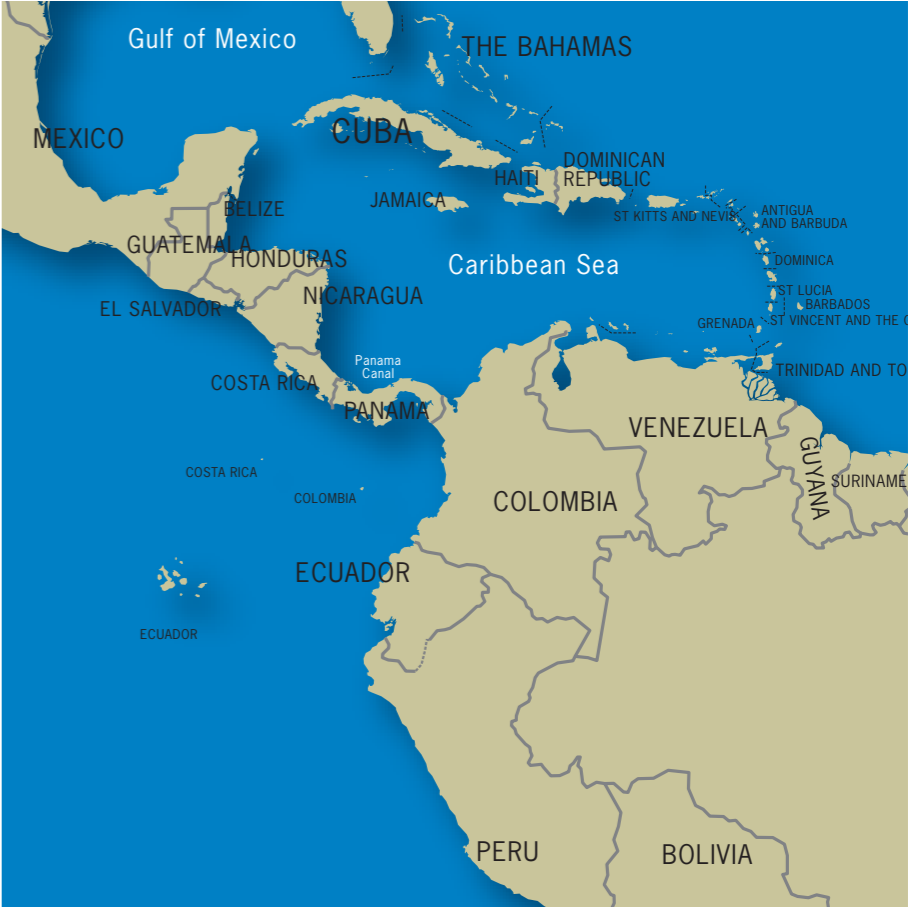 Gulf of Mexico
THE BAHAMAS
MEXICO
CUBA
DOMINICAN
REPUBLIC
HAITI
JAMAICA
BELIZE
ST KITTS AND NEVIS
ANTIGUA
AND BARBUDA
GUATEMALA
HONDURAS
Caribbean Sea
DOMINICA
NICARAGUA
ST LUCIA
BARBADOS
EL SALVADOR
GRENADA
ST VINCENT AND THE G
Panama
Canal
TRINIDAD AND TO
COSTA RICA
PANAMA
VENEZUELA
GUYANA
COSTA RICA
SURINAME
COLOMBIA
COLOMBIA
ECUADOR
ECUADOR
PERU
BOLIVIA